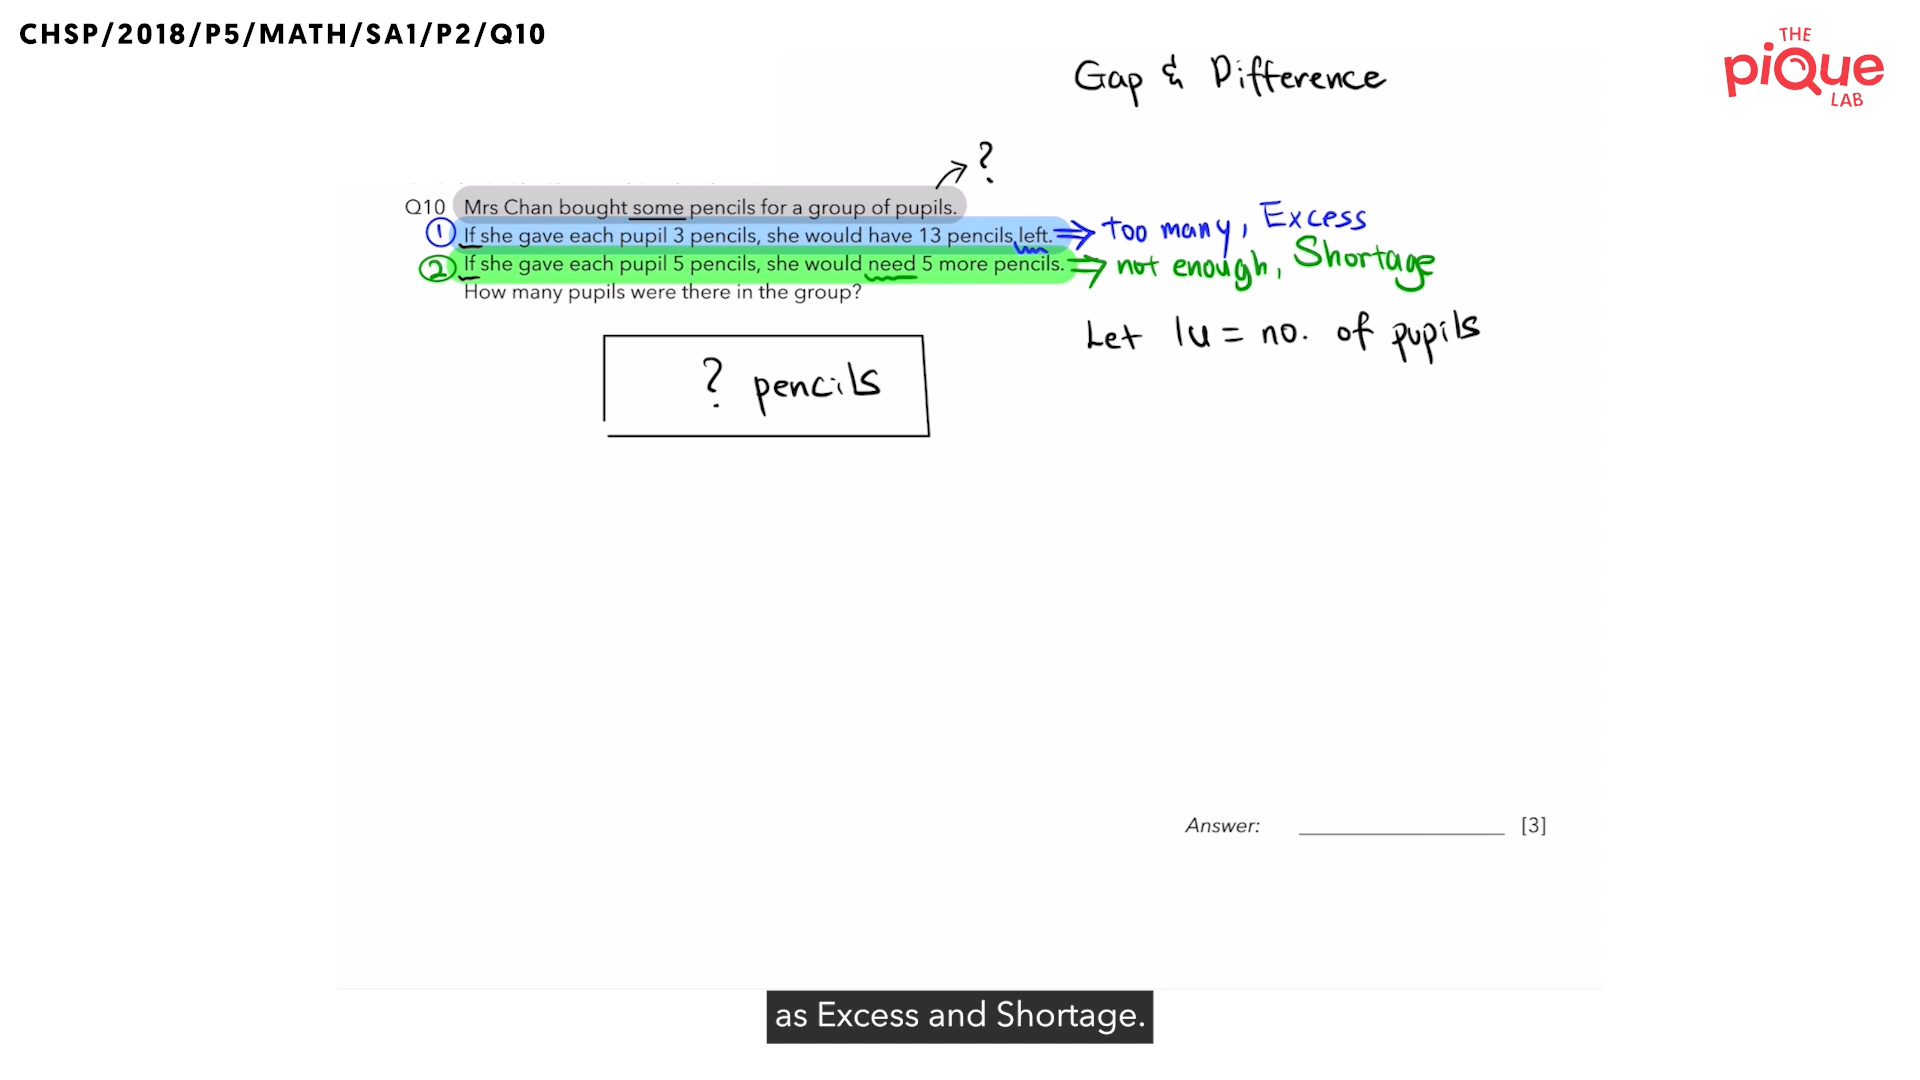 CHSP/2018/P5/MATH/SA1/P2/Q10
THE
piQue
LAB
Gap & Difference
?
Q10 Mrs Chan bought some pencils for a group of pupils.
1 If she gave each pupil 3 pencils, she would have 13 pencils left. ⇒ too many, Excess
2 If she gave each pupil 5 pencils, she would need 5 more pencils. ⇒ not enough, Shortage
How many pupils were there in the group?
Let 1u = no. of pupils
? pencils
Answer: ____________ [3]
as Excess and Shortage.